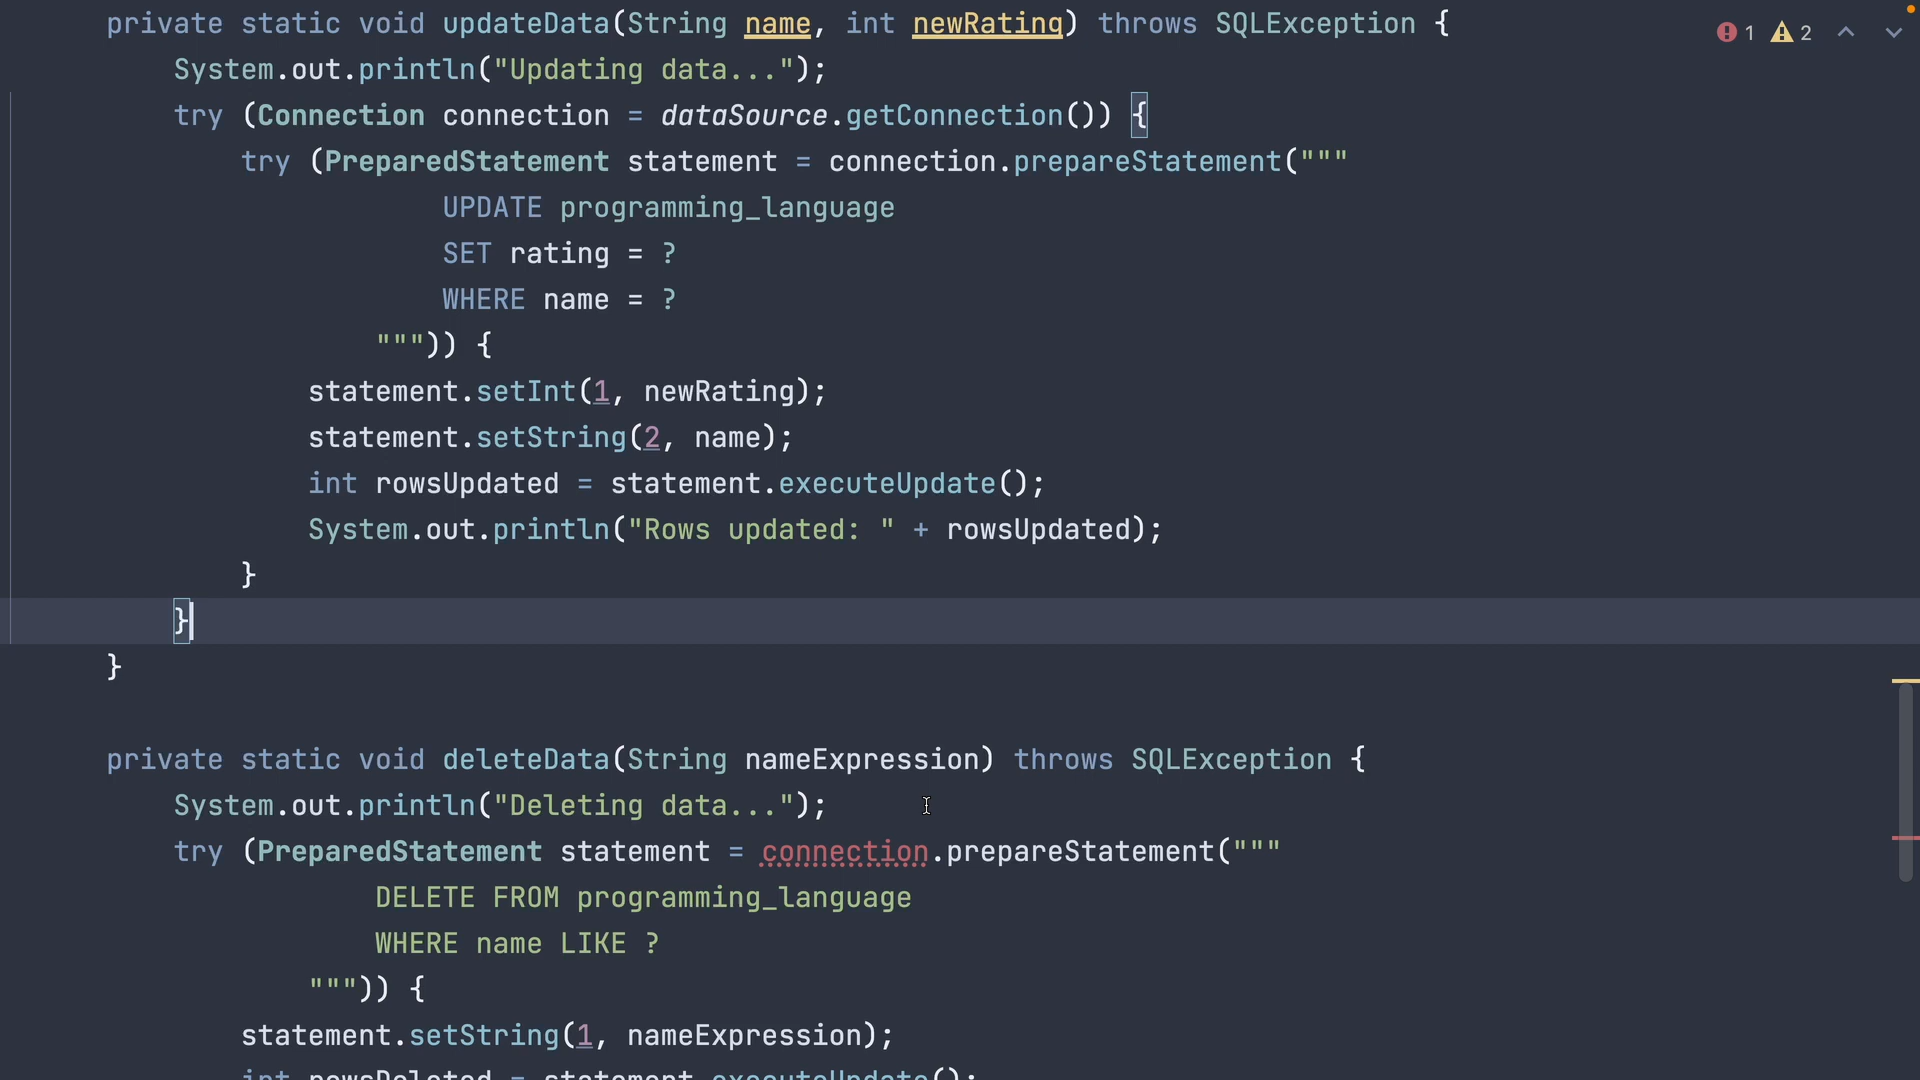 private static void updateData(String name, int newRating) throws SQLException {
1 2
System.out.println("Updating data...");
try (Connection connection = dataSource.getConnection()) {
try (PreparedStatement statement = connection.prepareStatement("""
UPDATE programming_language
SET rating = ?
WHERE name = ?
""")) {
statement.setInt(1, newRating);
statement.setString(2, name);
int rowsUpdated = statement.executeUpdate();
System.out.println("Rows updated: " + rowsUpdated);
}
}
}
private static void deleteData(String nameExpression) throws SQLException {
System.out.println("Deleting data...");
try (PreparedStatement statement = connection.prepareStatement("""
DELETE FROM programming_language
WHERE name LIKE ?
""")) {
statement.setString(1, nameExpression);
int rowsDeleted = statement.executeUpdate();